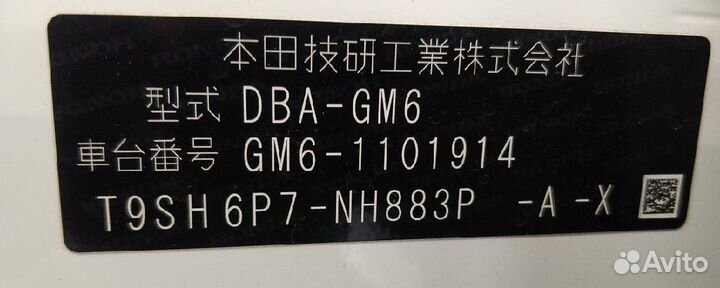 本田技研工業株式会社
型式 DBA-GM6
車台番号 GM6-1101914
T9SH6P7-NH883P -A -X
Avito